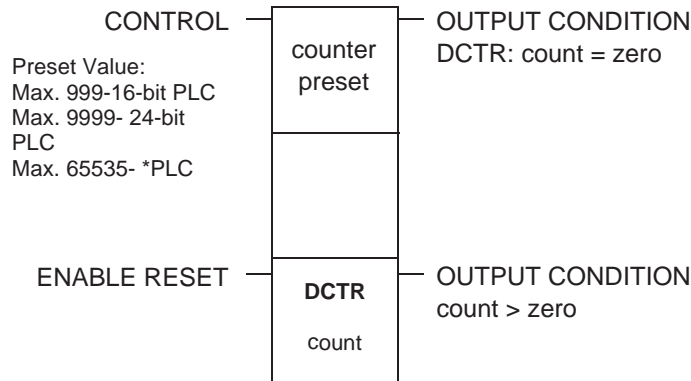 CONTROL
Preset Value:
Max. 999-16-bit PLC
Max. 9999- 24-bit
PLC
Max. 65535- *PLC
counter
preset
OUTPUT CONDITION
DCTR: count = zero
ENABLE RESET
DCTR
count
OUTPUT CONDITION
count > zero